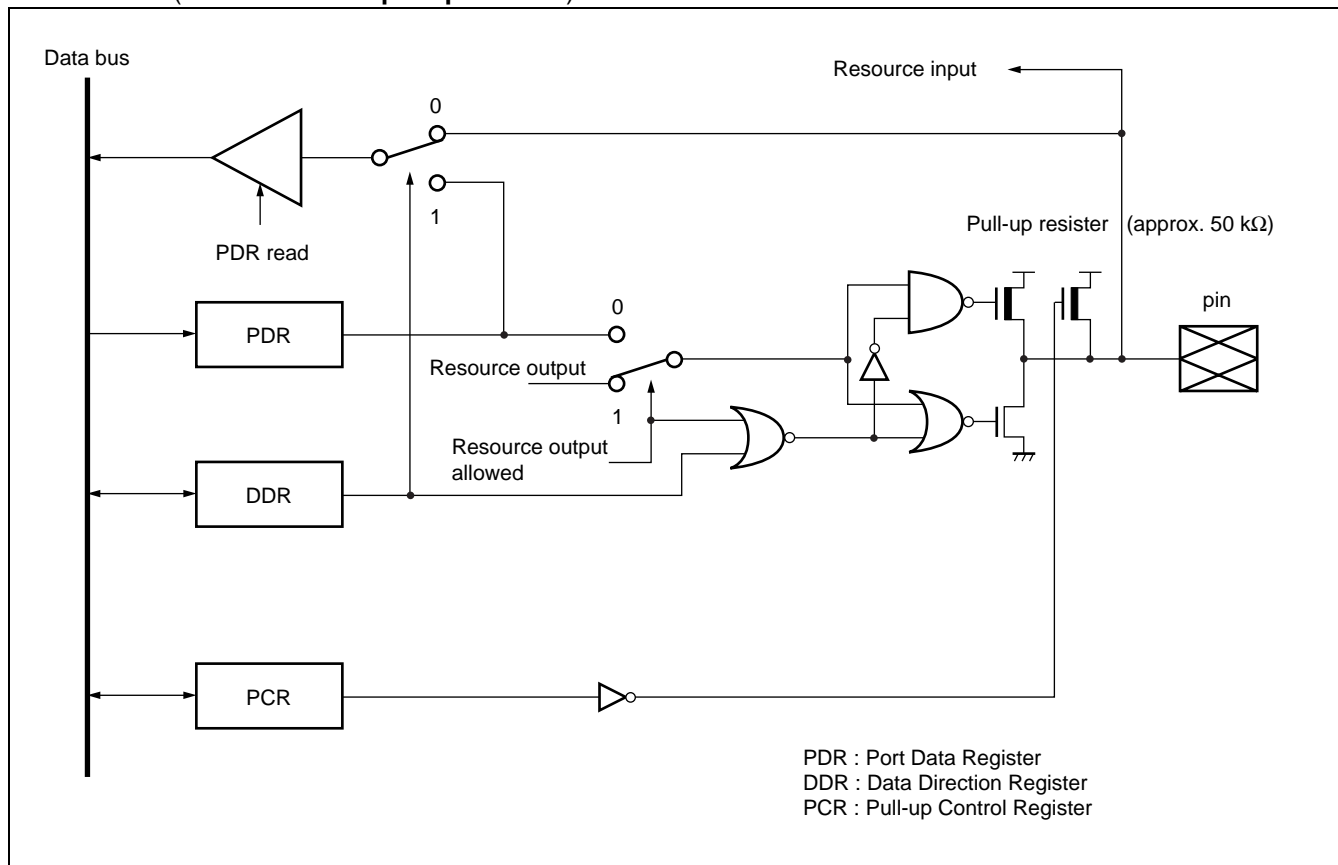 Data bus
Resource input
0
1
Pull-up resister (approx. 50 kΩ)
PDR read
pin
PDR
0
Resource output
1
Resource output
allowed
DDR
PCR
PDR : Port Data Register
DDR : Data Direction Register
PCR : Pull-up Control Register